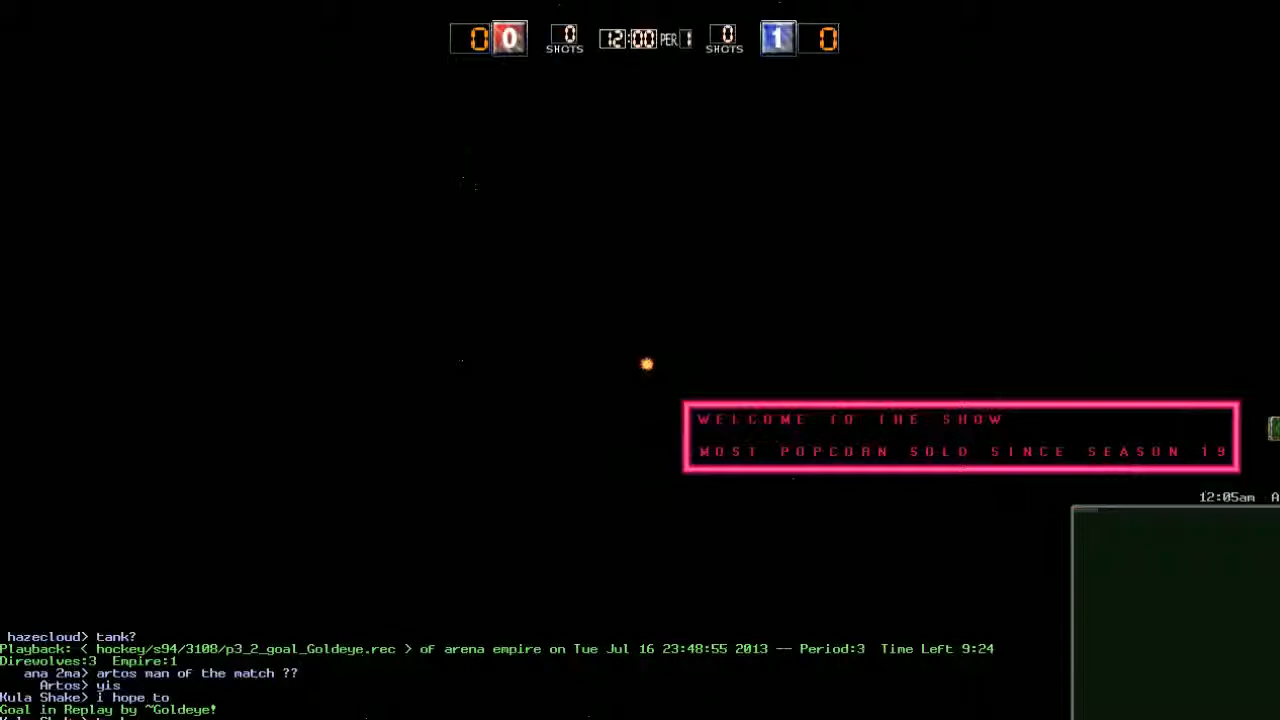 0 0 0 SHOTS 12:00 PER 1 0 SHOTS 1 0
WELCOME TO THE SHOW
MOST POPCORN SOLD SINCE SEASON 19
12:05am A
hazecloud> tank?
Playback: < hockey/s94/3108/p3_2_goal_Goldeye.rec > of arena empire on Tue Jul 16 23:48:55 2013 -- Period:3 Time Left 9:24
Direwolves:3 Empire:1
ana 2ma> artos man of the match ??
Artos> yis
Kula Shake> i hope to
Goal in Replay by ~Goldeye!